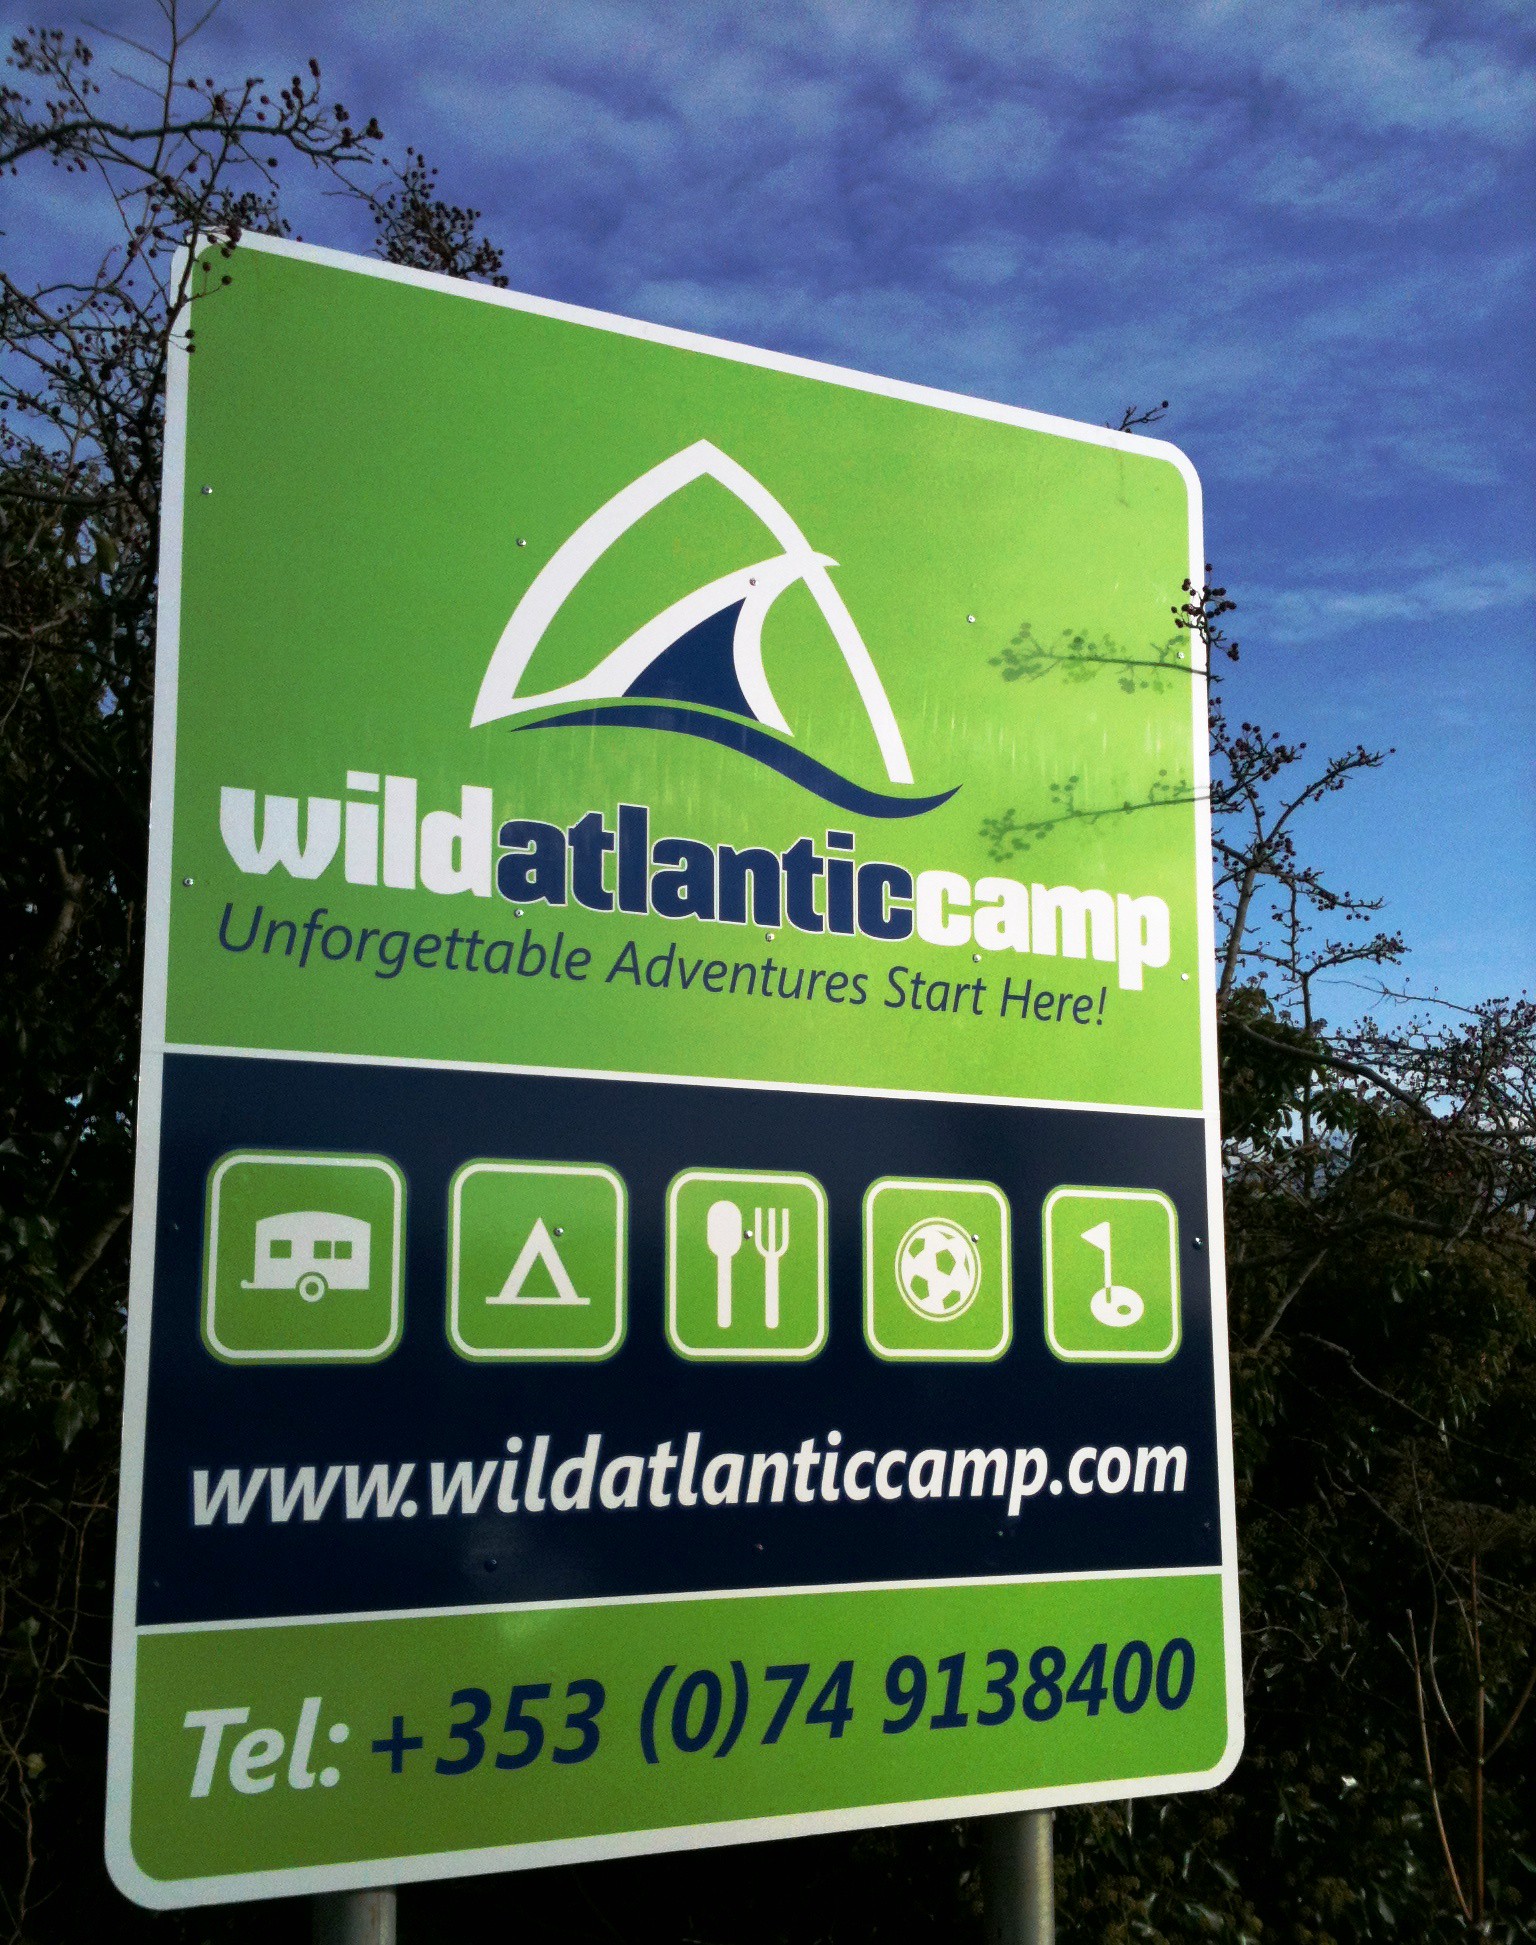 wildatlanticcamp
Unforgettable Adventures Start Here!
www.wildatlanticcamp.com
Tel: +353 (0)74 9138400